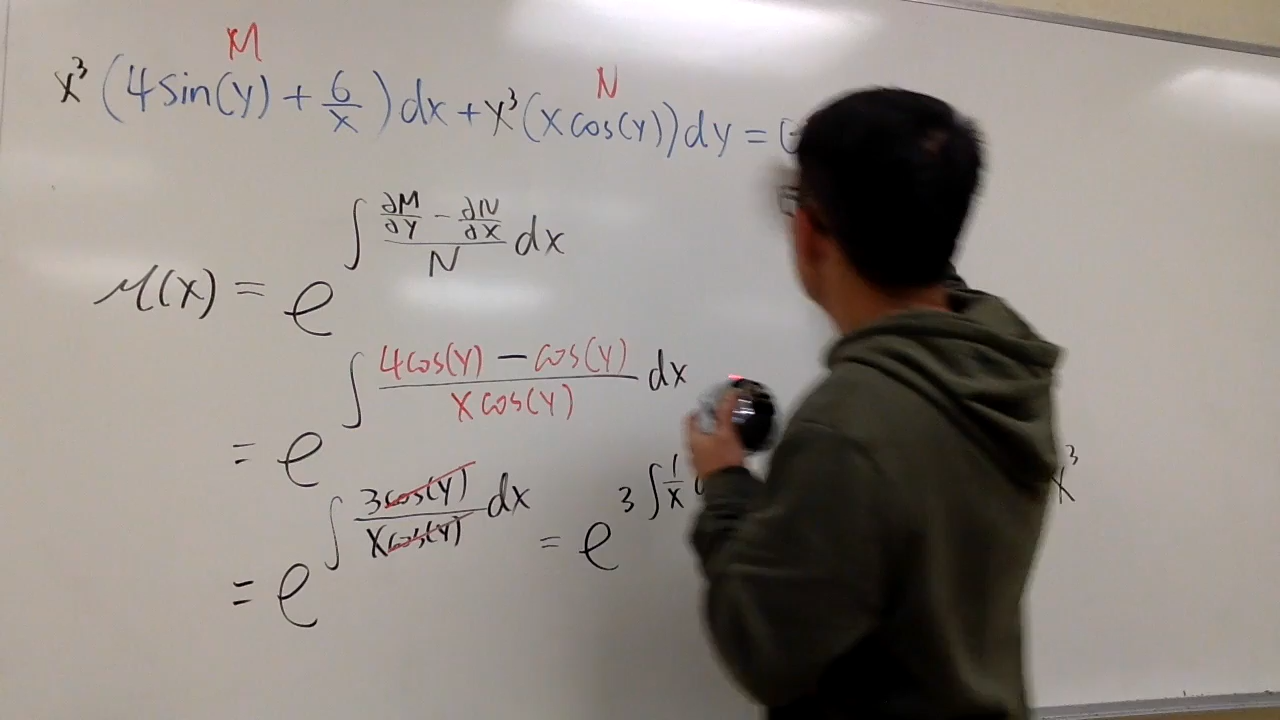 M N
x³ (4sin(y) + 6/x) dx + x³ (x cos(y)) dy =
μ(x) = e^{∫ (∂M/∂y − ∂N/∂x)/N dx}
= e^{∫ (4cos(y) − cos(y))/(x cos(y)) dx}
= e^{∫ 3cos(y)/(x cos(y)) dx} = e^{3∫ 1/x} x³